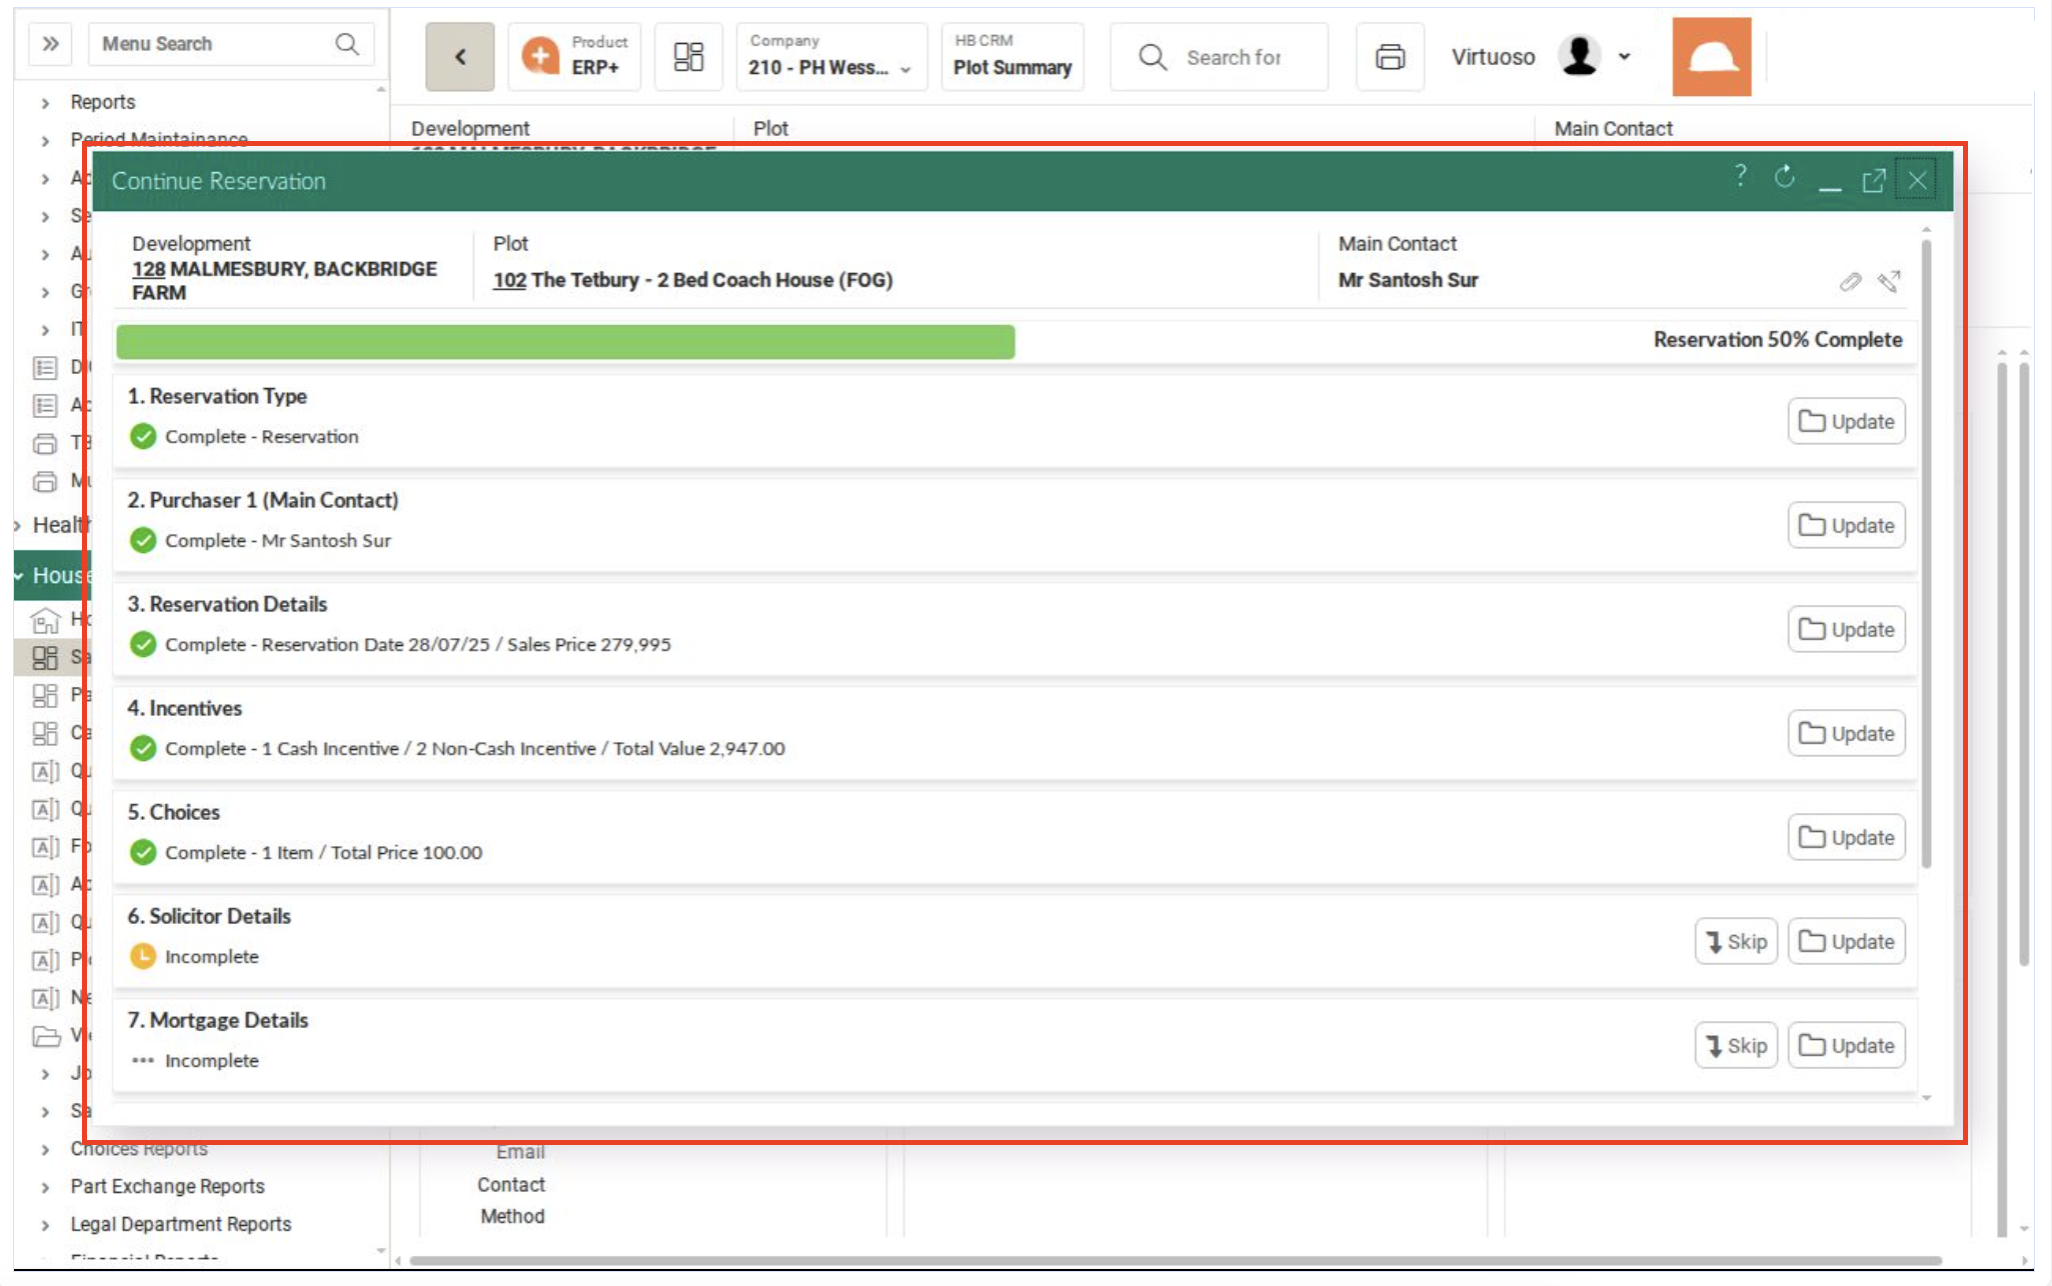 Menu Search
Product
ERP+
Company
210 - PH Wess...
HB CRM
Plot Summary
Search for
Virtuoso
Reports
Period Maintainance
Development
Plot
Main Contact
Continue Reservation
?
Development
128 MALMESBURY, BACKBRIDGE
FARM
Plot
102 The Tetbury - 2 Bed Coach House (FOG)
Main Contact
Mr Santosh Sur
Reservation 50% Complete
1. Reservation Type
Complete - Reservation
Update
2. Purchaser 1 (Main Contact)
Complete - Mr Santosh Sur
Update
3. Reservation Details
Complete - Reservation Date 28/07/25 / Sales Price 279,995
Update
4. Incentives
Complete - 1 Cash Incentive / 2 Non-Cash Incentive / Total Value 2,947.00
Update
5. Choices
Complete - 1 Item / Total Price 100.00
Update
6. Solicitor Details
Incomplete
Skip
Update
7. Mortgage Details
Incomplete
Skip
Update
IT
Health
House
Choices Reports
Part Exchange Reports
Legal Department Reports
Financial Reports
Email
Contact
Method